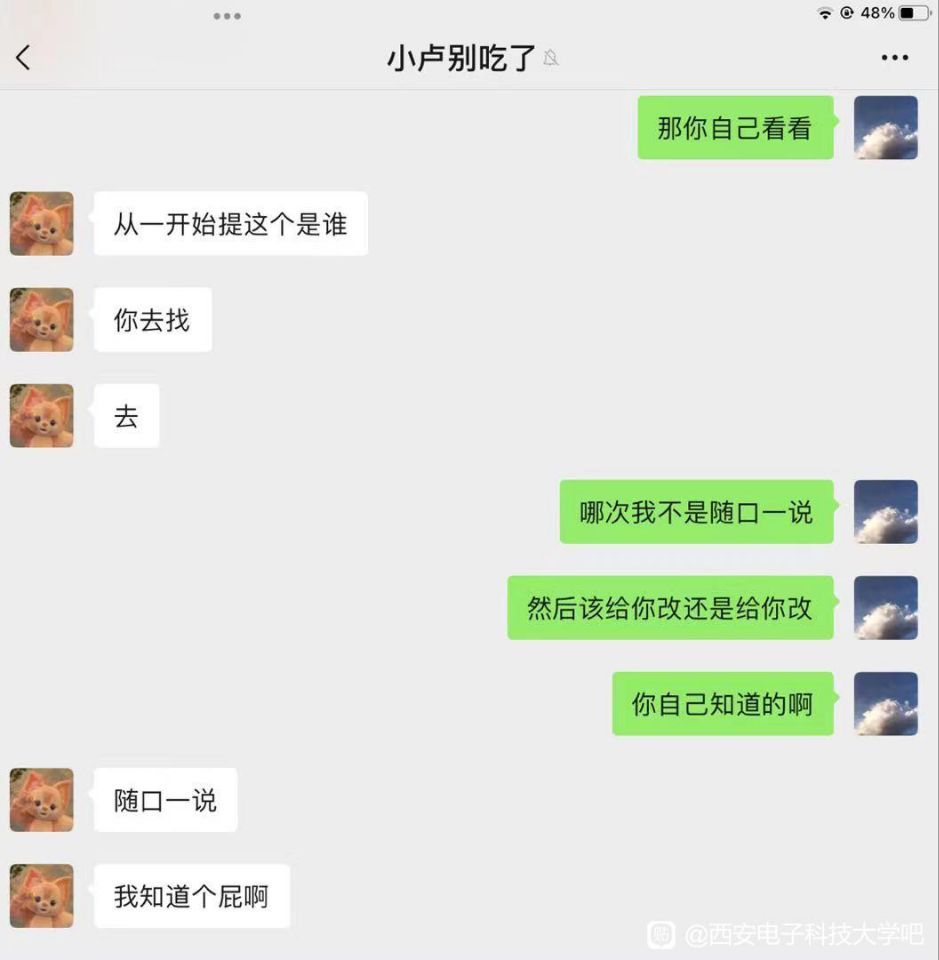 48%
小卢别吃了
那你自己看看
从一开始提这个是谁
你去找
去
哪次我不是随口一说
然后该给你改还是给你改
你自己知道的啊
随口一说
我知道个屁啊
贴 @西安电子科技大学吧